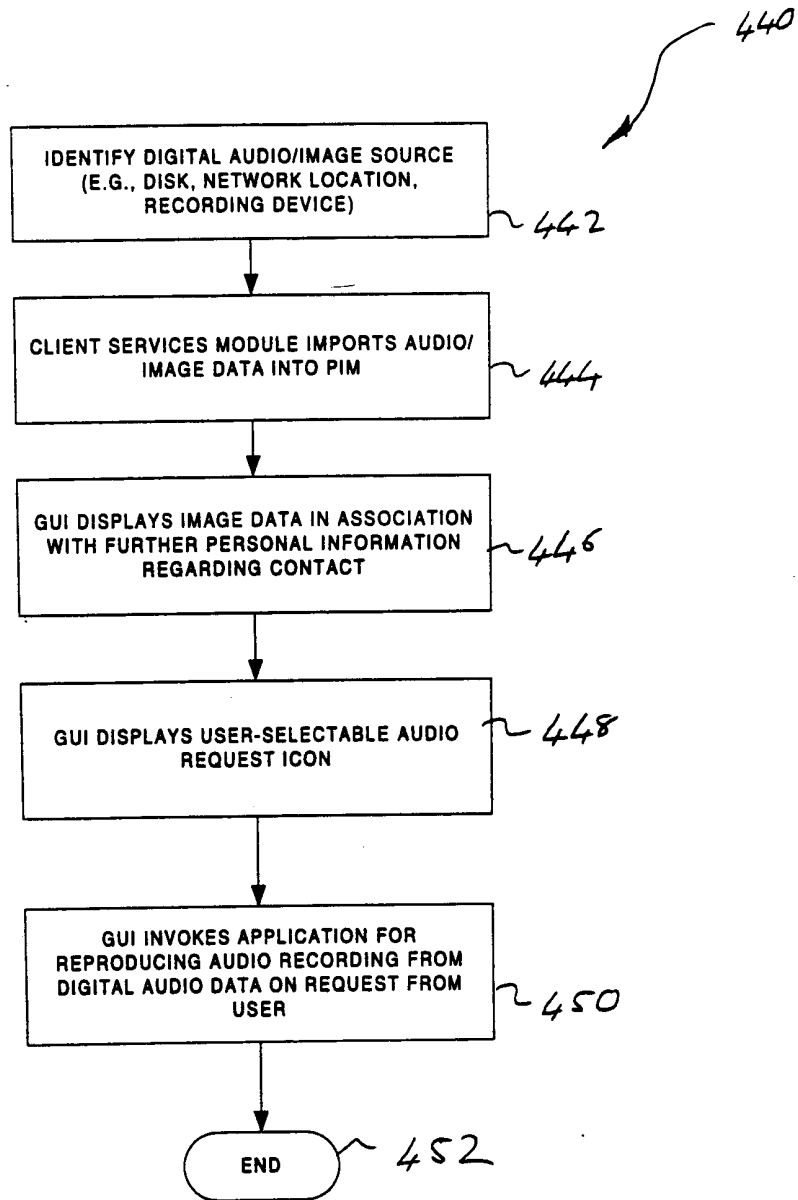 440
IDENTIFY DIGITAL AUDIO/IMAGE SOURCE
(E.G., DISK, NETWORK LOCATION,
RECORDING DEVICE)
442
CLIENT SERVICES MODULE IMPORTS AUDIO/
IMAGE DATA INTO PIM
444
GUI DISPLAYS IMAGE DATA IN ASSOCIATION
WITH FURTHER PERSONAL INFORMATION
REGARDING CONTACT
446
GUI DISPLAYS USER-SELECTABLE AUDIO
REQUEST ICON
448
GUI INVOKES APPLICATION FOR
REPRODUCING AUDIO RECORDING FROM
DIGITAL AUDIO DATA ON REQUEST FROM
USER
450
END
452